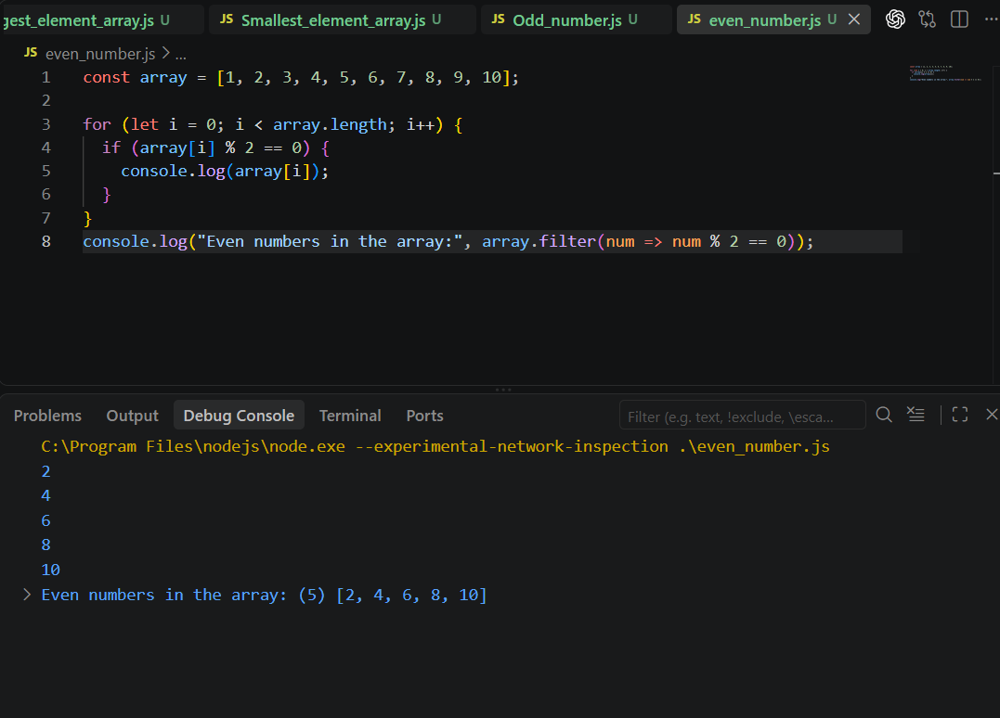 gest_element_array.js U JS Smallest_element_array.js U JS Odd_number.js U JS even_number.js U
JS even_number.js > ...
1 const array = [1, 2, 3, 4, 5, 6, 7, 8, 9, 10];
2
3 for (let i = 0; i < array.length; i++) {
4   if (array[i] % 2 == 0) {
5     console.log(array[i]);
6   }
7 }
8 console.log("Even numbers in the array:", array.filter(num => num % 2 == 0));
Problems Output Debug Console Terminal Ports Filter (e.g. text, !exclude, \esca...
C:\Program Files\nodejs\node.exe --experimental-network-inspection .\even_number.js
2
4
6
8
10
> Even numbers in the array: (5) [2, 4, 6, 8, 10]